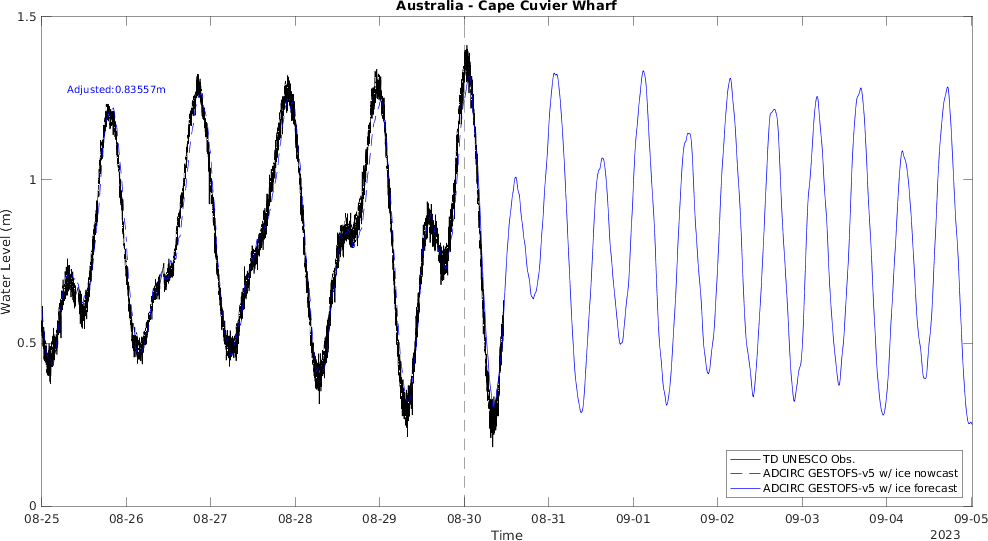 Australia - Cape Cuvier Wharf
1.5
Adjusted:0.83557m
1
Water Level (m)
0.5
TD UNESCO Obs.
ADCIRC GESTOFS-v5 w/ ice nowcast
ADCIRC GESTOFS-v5 w/ ice forecast
0
08-25 08-26 08-27 08-28 08-29 08-30 08-31 09-01 09-02 09-03 09-04 09-05
Time 2023